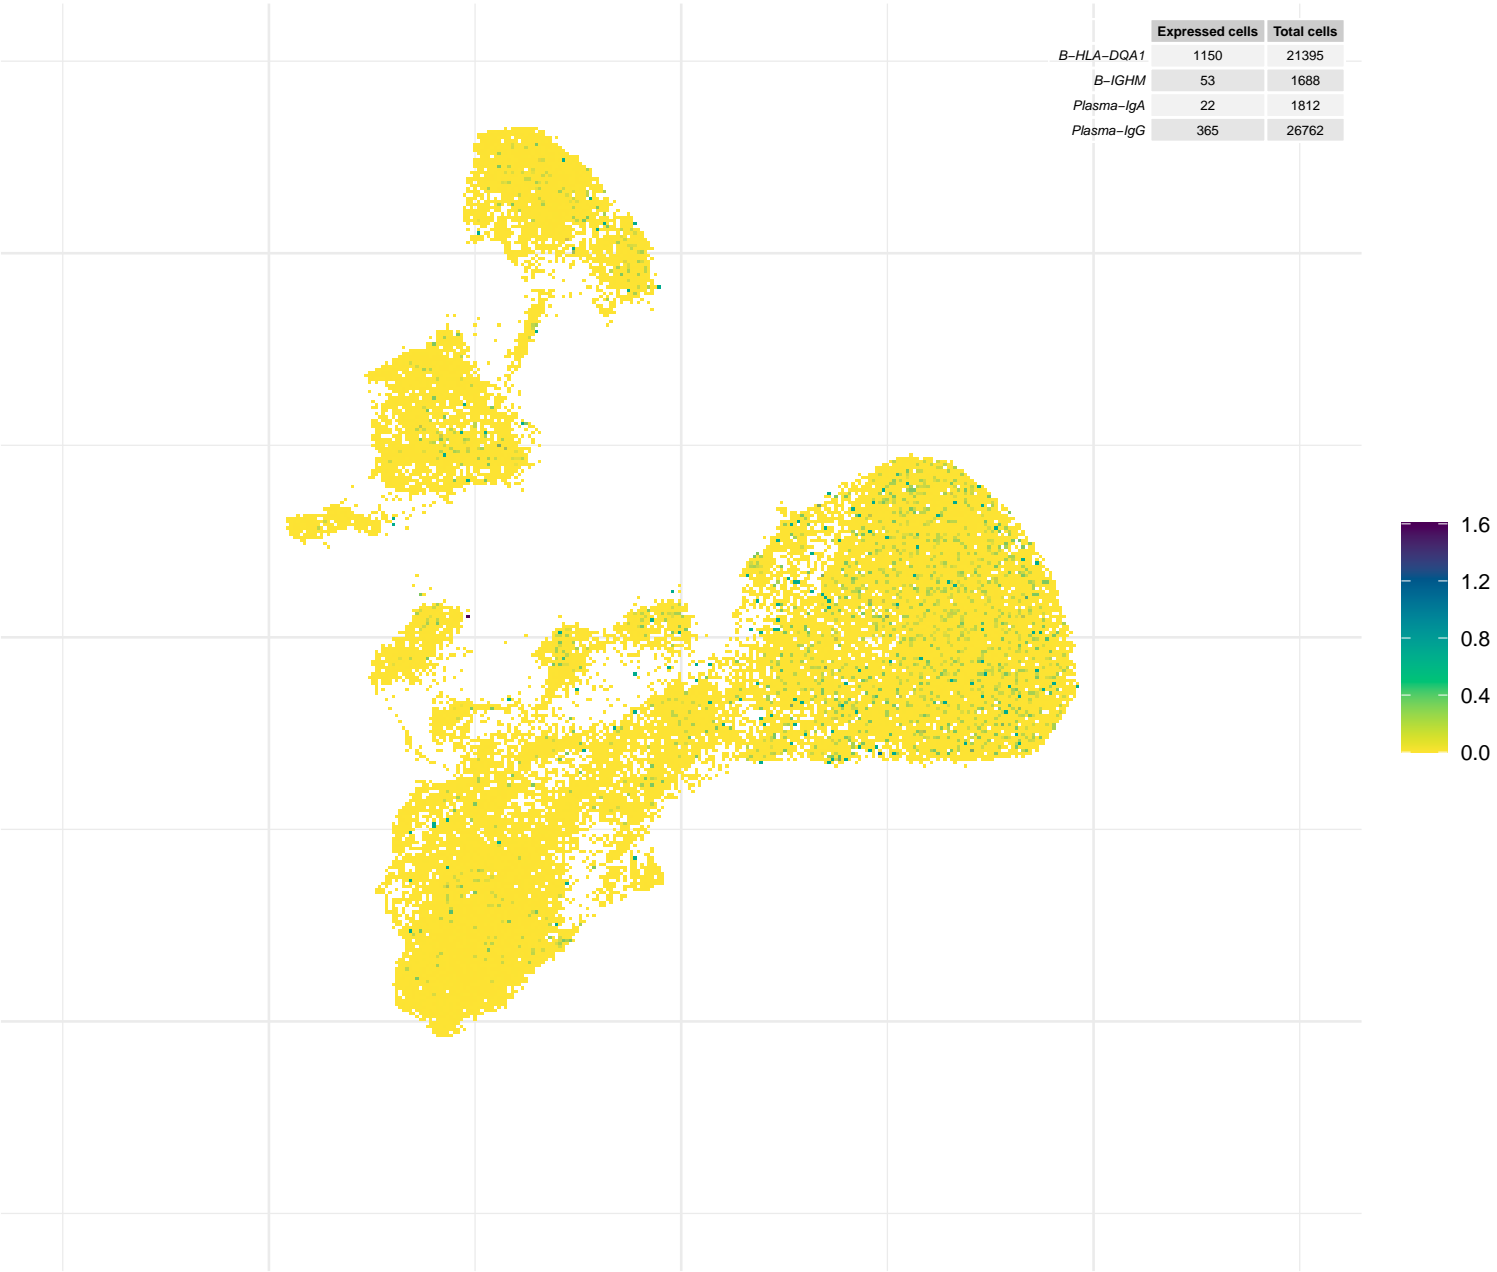 Expressed cells Total cells
B−HLA−DQA1 1150 21395
B−IGHM 53 1688
Plasma−IgA 22 1812
Plasma−IgG 365 26762
1.6
1.2
0.8
0.4
0.0